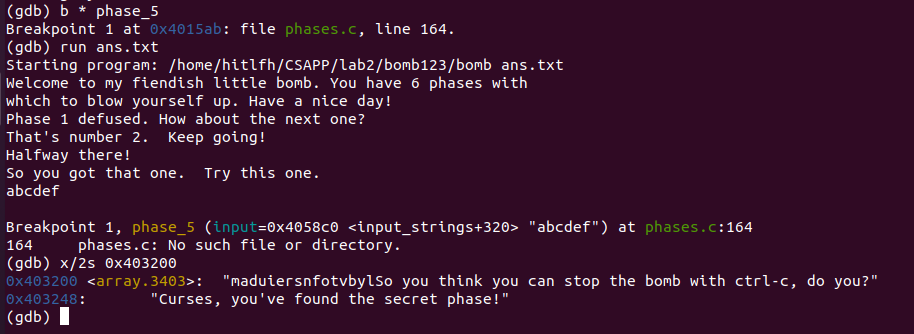 (gdb) b * phase_5
Breakpoint 1 at 0x4015ab: file phases.c, line 164.
(gdb) run ans.txt
Starting program: /home/hitlfh/CSAPP/lab2/bomb123/bomb ans.txt
Welcome to my fiendish little bomb. You have 6 phases with
which to blow yourself up. Have a nice day!
Phase 1 defused. How about the next one?
That's number 2.  Keep going!
Halfway there!
So you got that one.  Try this one.
abcdef
Breakpoint 1, phase_5 (input=0x4058c0 <input_strings+320> "abcdef") at phases.c:164
164     phases.c: No such file or directory.
(gdb) x/2s 0x403200
0x403200 <array.3403>:  "maduiersnfotvbylSo you think you can stop the bomb with ctrl-c, do you?"
0x403248:       "Curses, you've found the secret phase!"
(gdb)